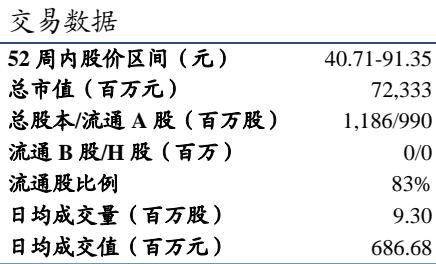 交易数据
52 周内股价区间（元） 40.71-91.35
总市值（百万元） 72,333
总股本/流通 A 股（百万股） 1,186/990
流通 B 股/H 股（百万） 0/0
流通股比例 83%
日均成交量（百万股） 9.30
日均成交值（百万元） 686.68